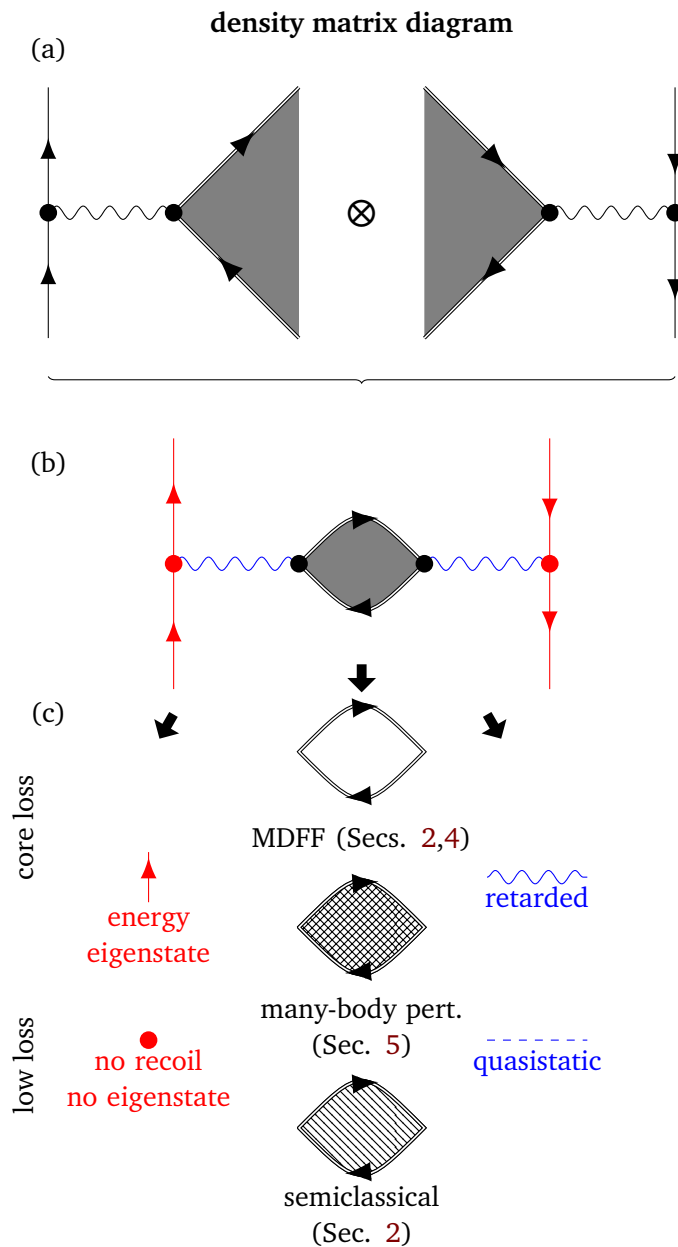 density matrix diagram
(a)
(b)
(c)
core loss
MDFF (Secs. 2,4)
energy
eigenstate
retarded
many-body pert.
(Sec. 5)
low loss
no recoil
no eigenstate
quasistatic
semiclassical
(Sec. 2)